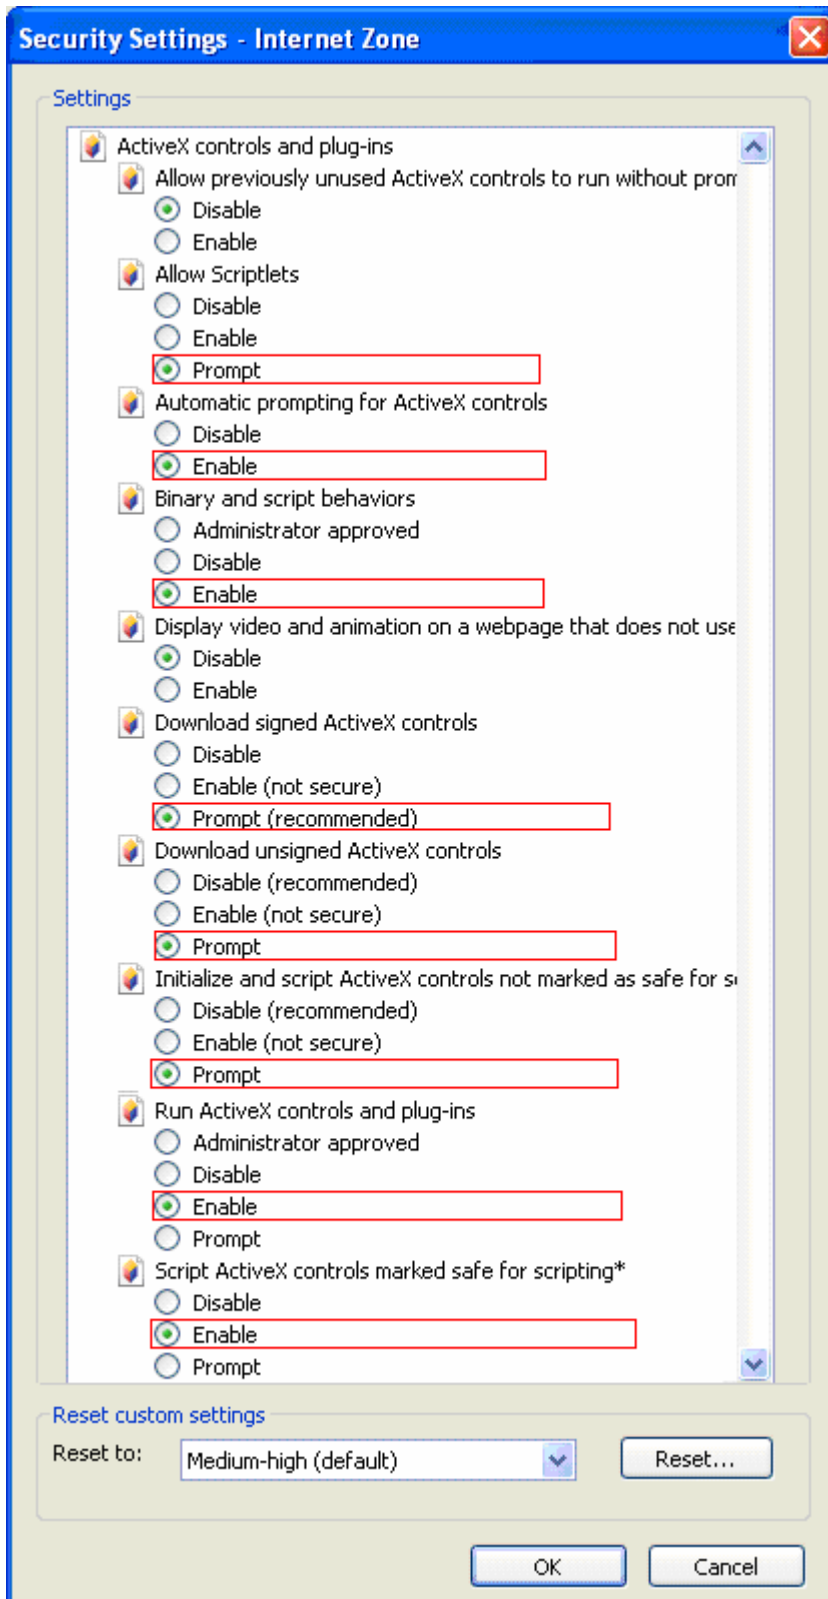 Security Settings - Internet Zone
Settings
ActiveX controls and plug-ins
Allow previously unused ActiveX controls to run without prom
Disable
Enable
Allow Scriptlets
Disable
Enable
Prompt
Automatic prompting for ActiveX controls
Disable
Enable
Binary and script behaviors
Administrator approved
Disable
Enable
Display video and animation on a webpage that does not use
Disable
Enable
Download signed ActiveX controls
Disable
Enable (not secure)
Prompt (recommended)
Download unsigned ActiveX controls
Disable (recommended)
Enable (not secure)
Prompt
Initialize and script ActiveX controls not marked as safe for s
Disable (recommended)
Enable (not secure)
Prompt
Run ActiveX controls and plug-ins
Administrator approved
Disable
Enable
Prompt
Script ActiveX controls marked safe for scripting*
Disable
Enable
Prompt
Reset custom settings
Reset to: Medium-high (default) Reset...
OK Cancel